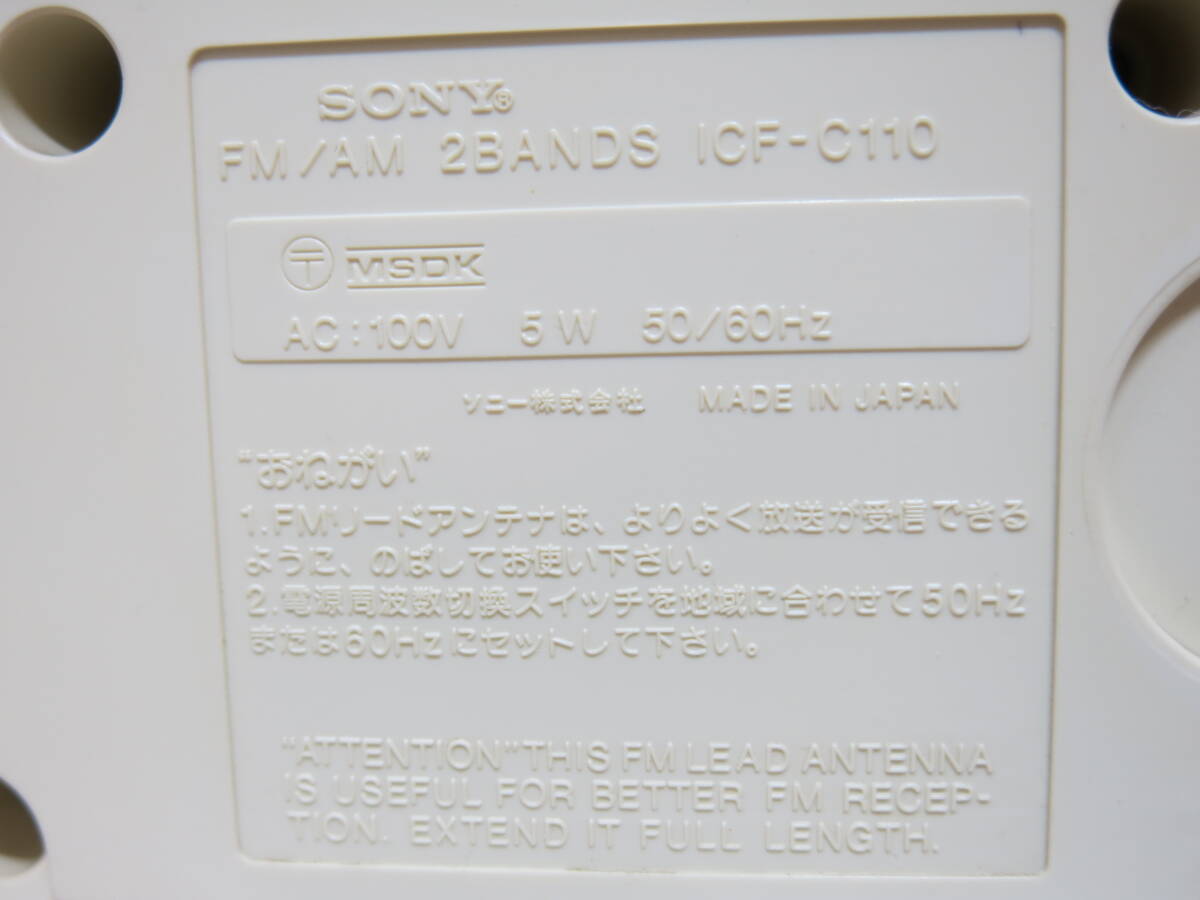 SONY®
FM/AM 2BANDS ICF-C110
〒 MSDK
AC:100V 5W 50/60Hz
ソニー株式会社 MADE IN JAPAN
“おねがい”
1.FMリードアンテナは、よりよく放送が受信できる
ように、のばしてお使い下さい。
2.電源周波数切換スイッチを地域に合わせて50Hz
または60Hzにセットして下さい。
"ATTENTION" THIS FM LEAD ANTENNA
IS USEFUL FOR BETTER FM RECEP-
TION. EXTEND IT FULL LENGTH.